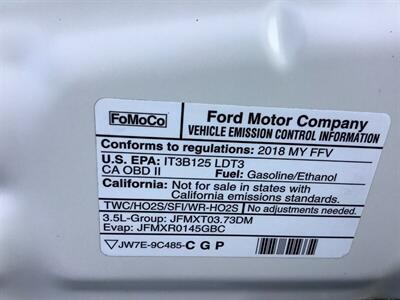 FoMoCo
Ford Motor Company
VEHICLE EMISSION CONTROL INFORMATION
Conforms to regulations: 2018 MY FFV
U.S. EPA: IT3B125 LDT3
CA OBD II Fuel: Gasoline/Ethanol
California: Not for sale in states with
California emissions standards.
TWC/HO2S/SFI/WR-HO2S No adjustments needed.
3.5L-Group: JFMXT03.73DM
Evap: JFMXR0145GBC
JW7E-9C485-CGP